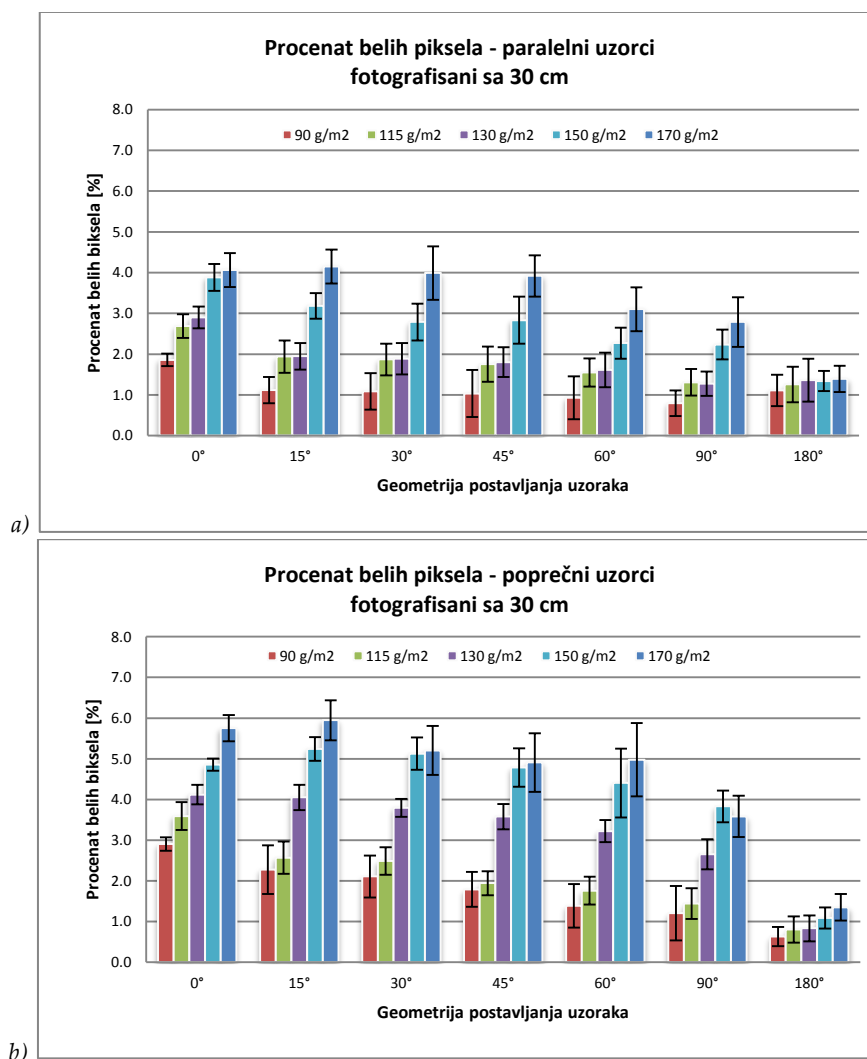 Procenat belih piksela - paralelni uzorci
fotografisani sa 30 cm
8.0
7.0
6.0
5.0
4.0
3.0
2.0
1.0
0.0
Procenat belih biksela [%]
90 g/m2 115 g/m2 130 g/m2 150 g/m2 170 g/m2
0° 15° 30° 45° 60° 90° 180°
Geometrija postavljanja uzoraka
a)
Procenat belih piksela - poprečni uzorci
fotografisani sa 30 cm
8.0
7.0
6.0
5.0
4.0
3.0
2.0
1.0
0.0
Procenat belih biksela [%]
90 g/m2 115 g/m2 130 g/m2 150 g/m2 170 g/m2
0° 15° 30° 45° 60° 90° 180°
Geometrija postavljanja uzoraka
b)